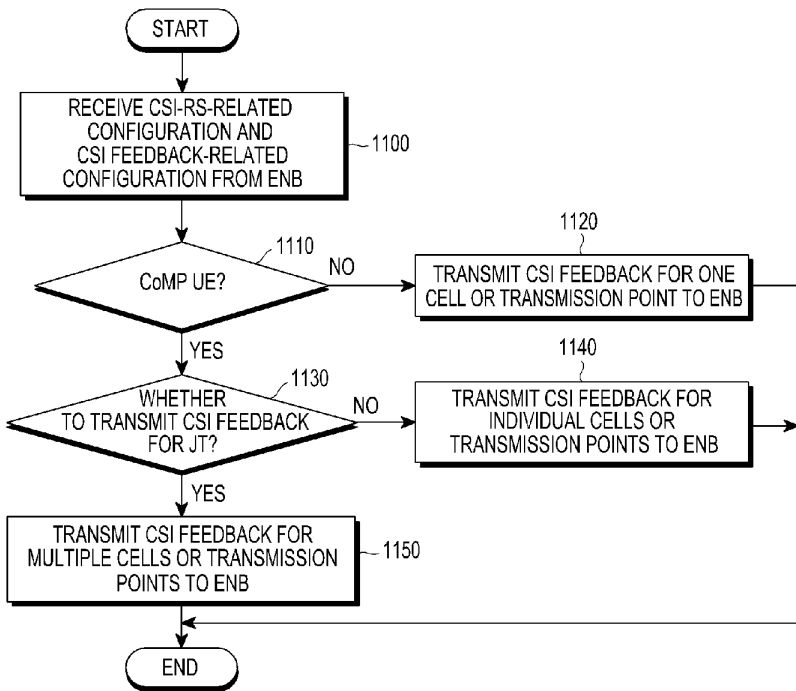 START
RECEIVE CSI-RS-RELATED
CONFIGURATION AND
CSI FEEDBACK-RELATED
CONFIGURATION FROM ENB
1100
1110
CoMP UE?
NO
1120
TRANSMIT CSI FEEDBACK FOR ONE
CELL OR TRANSMISSION POINT TO ENB
YES
1130
WHETHER
TO TRANSMIT CSI FEEDBACK
FOR JT?
NO
1140
TRANSMIT CSI FEEDBACK FOR
INDIVIDUAL CELLS OR
TRANSMISSION POINTS TO ENB
YES
TRANSMIT CSI FEEDBACK FOR
MULTIPLE CELLS OR TRANSMISSION
POINTS TO ENB
1150
END